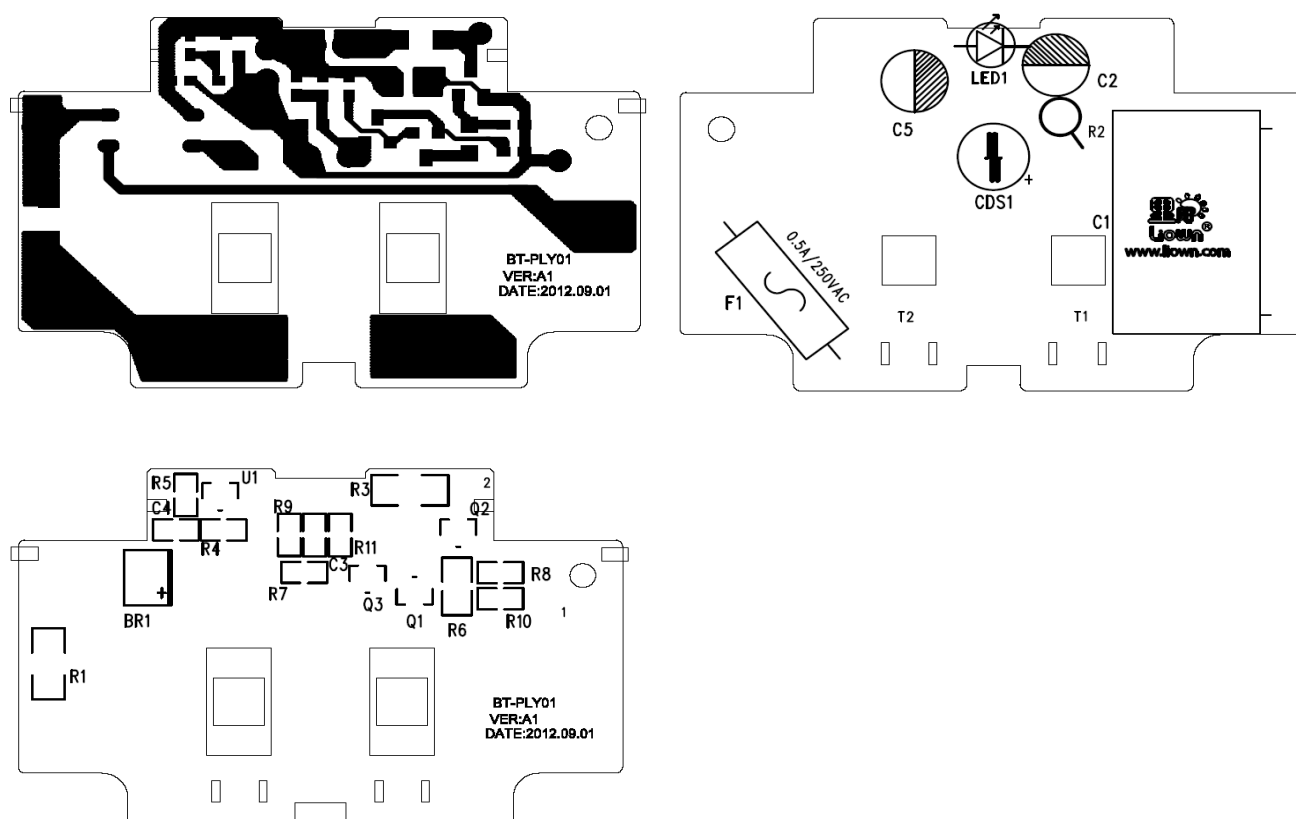 BT-PLY01
VER:A1
DATE:2012.09.01
LED1
C2
C5
R2
CDS1
+
C1
Liown®
www.liown.com
0.5A/250VAC
F1
T2
T1
R5
U1
R3
2
C4
R9
Q2
R4
R11
C3
R8
R7
+
Q3
BR1
Q1
R10
1
R6
R1
BT-PLY01
VER:A1
DATE:2012.09.01